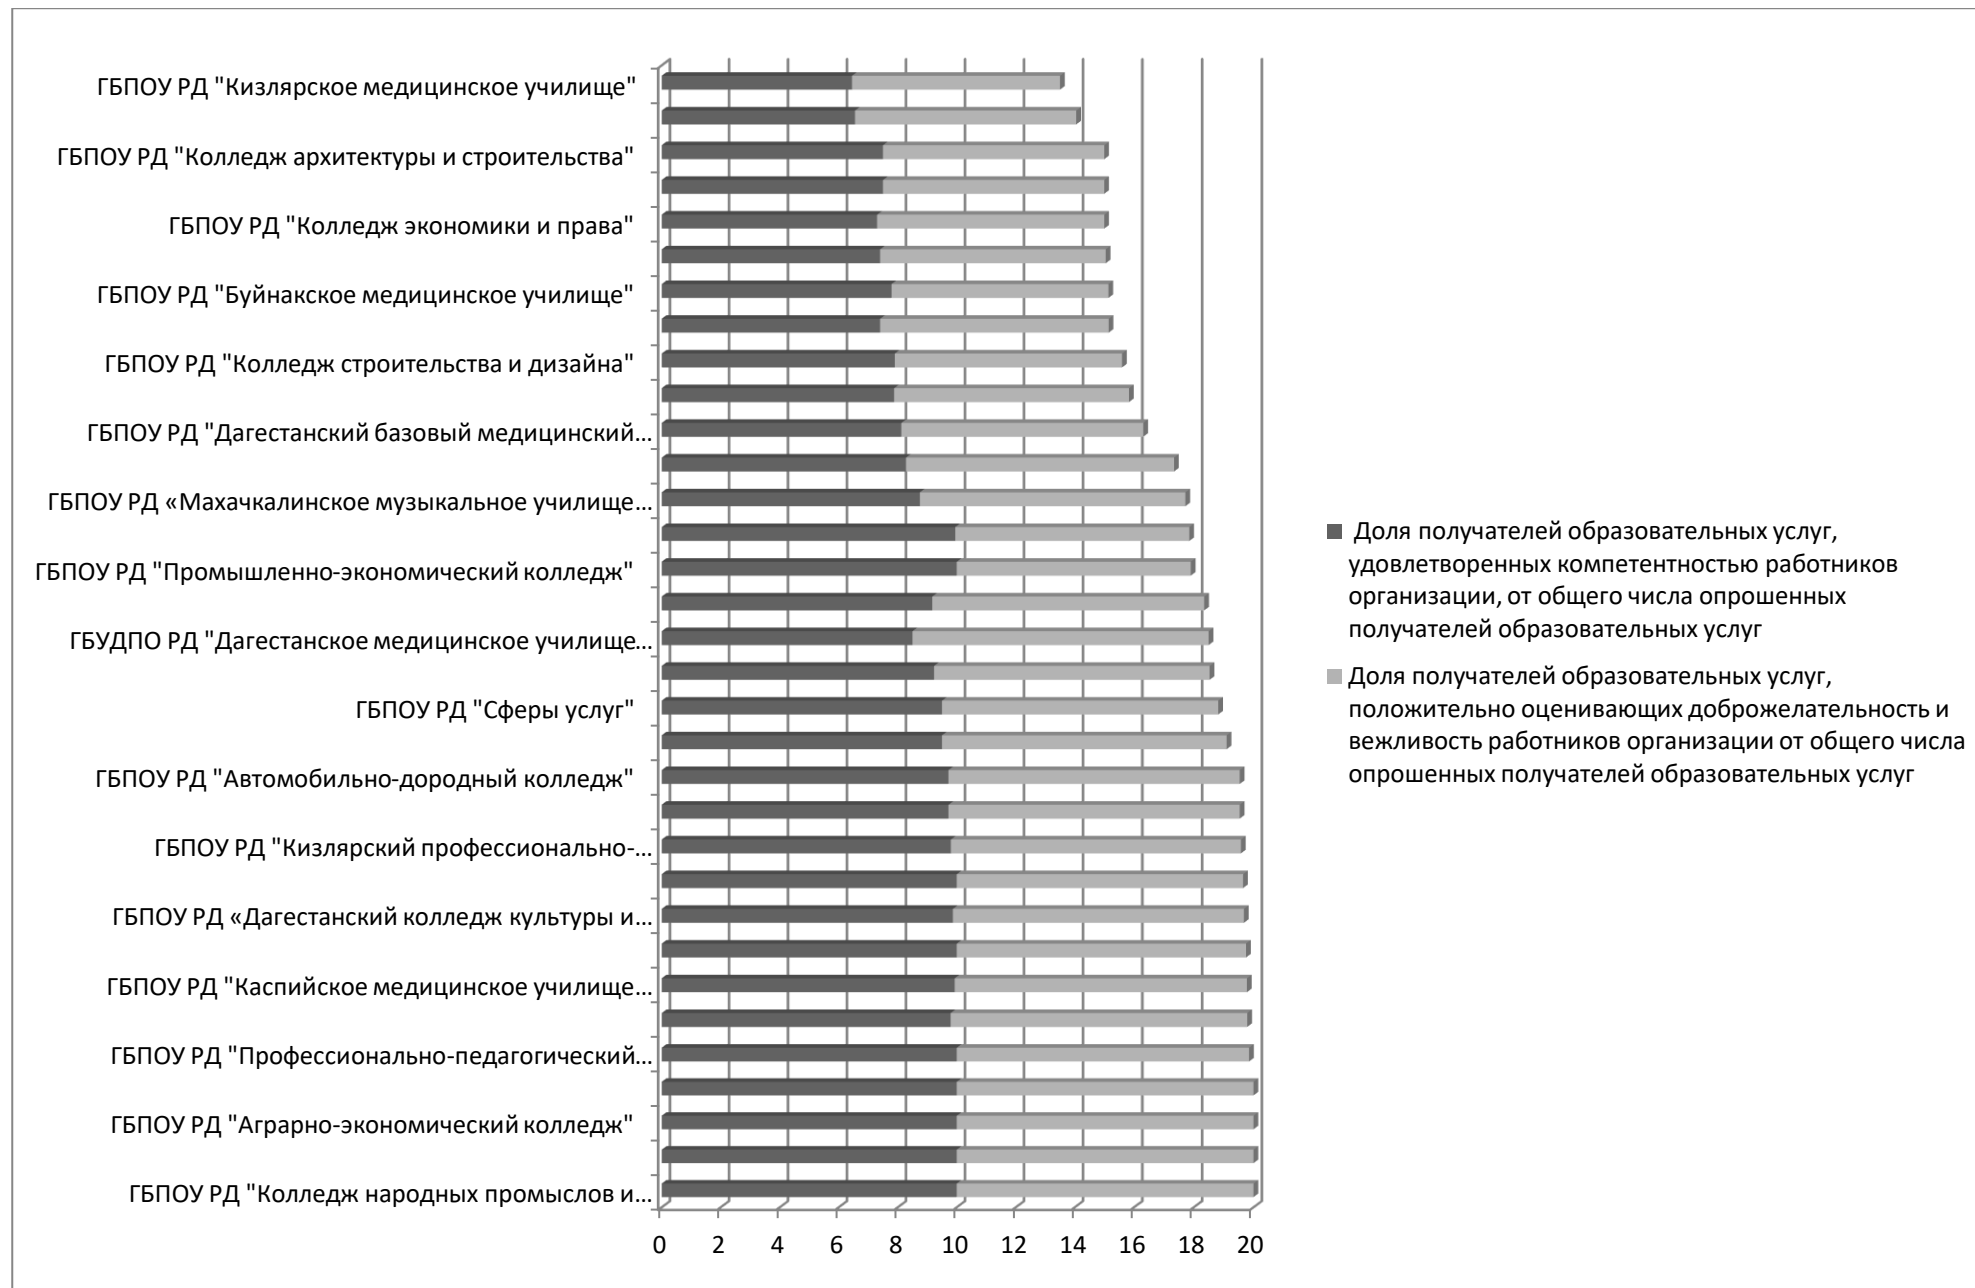 ГБПОУ РД "Кизлярское медицинское училище"
ГБПОУ РД "Колледж архитектуры и строительства"
ГБПОУ РД "Колледж экономики и права"
ГБПОУ РД "Буйнакское медицинское училище"
ГБПОУ РД "Колледж строительства и дизайна"
ГБПОУ РД "Дагестанский базовый медицинский...
ГБПОУ РД «Махачкалинское музыкальное училище...
ГБПОУ РД "Промышленно-экономический колледж"
ГБУДПО РД "Дагестанское медицинское училище...
ГБПОУ РД "Сферы услуг"
ГБПОУ РД "Автомобильно-дородный колледж"
ГБПОУ РД "Кизлярский профессионально-...
ГБПОУ РД «Дагестанский колледж культуры и...
ГБПОУ РД "Каспийское медицинское училище...
ГБПОУ РД "Профессионально-педагогический...
ГБПОУ РД "Аграрно-экономический колледж"
ГБПОУ РД "Колледж народных промыслов и...
0 2 4 6 8 10 12 14 16 18 20
Доля получателей образовательных услуг,
удовлетворенных компетентностью работников
организации, от общего числа опрошенных
получателей образовательных услуг
Доля получателей образовательных услуг,
положительно оценивающих доброжелательность и
вежливость работников организации от общего числа
опрошенных получателей образовательных услуг